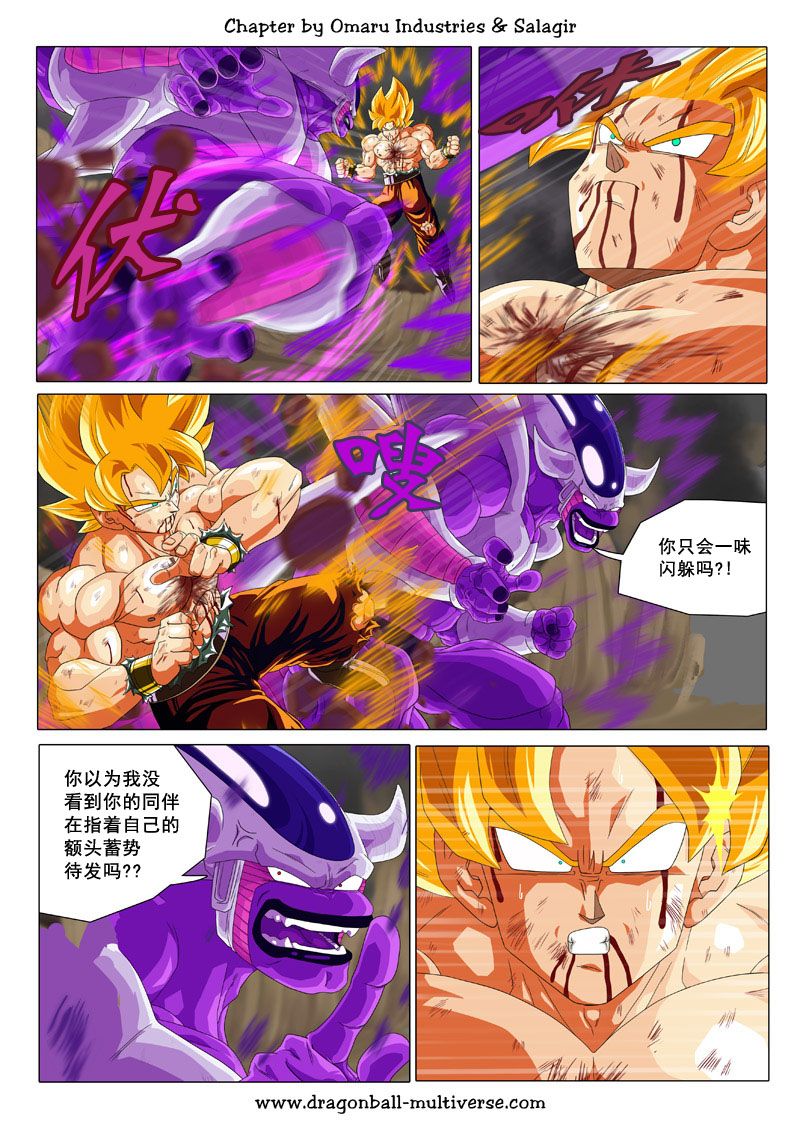 Chapter by Omaru Industries & Salagir
伏
咻
嗖
你只会一味
闪躲吗?!
你以为我没
看到你的同伴
在指着自己的
额头蓄势
待发吗??
www.dragonball-multiverse.com